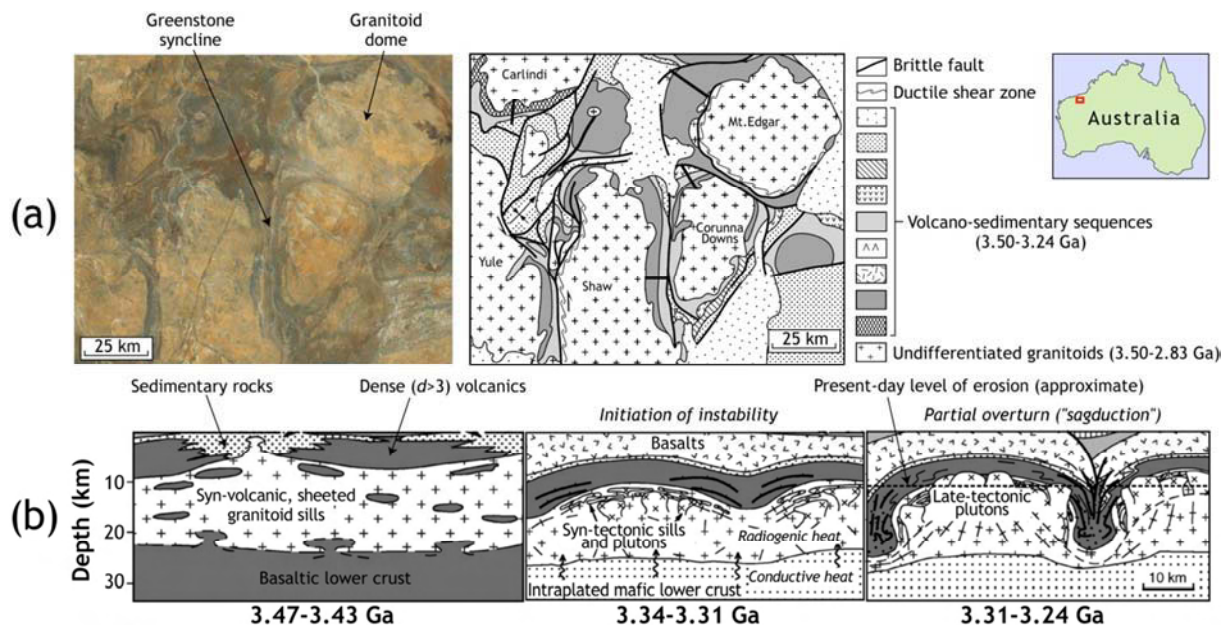 Greenstone
syncline
Granitoid
dome
(a)
25 km
Carlindi
Mt.Edgar
Corunna
Downs
Yule
Shaw
25 km
Brittle fault
Ductile shear zone
Volcano-sedimentary sequences
(3.50-3.24 Ga)
Undifferentiated granitoids (3.50-2.83 Ga)
Australia
Sedimentary rocks
Dense (d>3) volcanics
Present-day level of erosion (approximate)
Initiation of instability
Partial overturn ("sagduction")
(b)
Depth (km)
10
20
30
Syn-volcanic, sheeted
granitoid sills
Basaltic lower crust
3.47-3.43 Ga
Basalts
Syn-tectonic sills
and plutons
Radiogenic heat
Conductive heat
Intraplated mafic lower crust
3.34-3.31 Ga
Late-tectonic
plutons
10 km
3.31-3.24 Ga